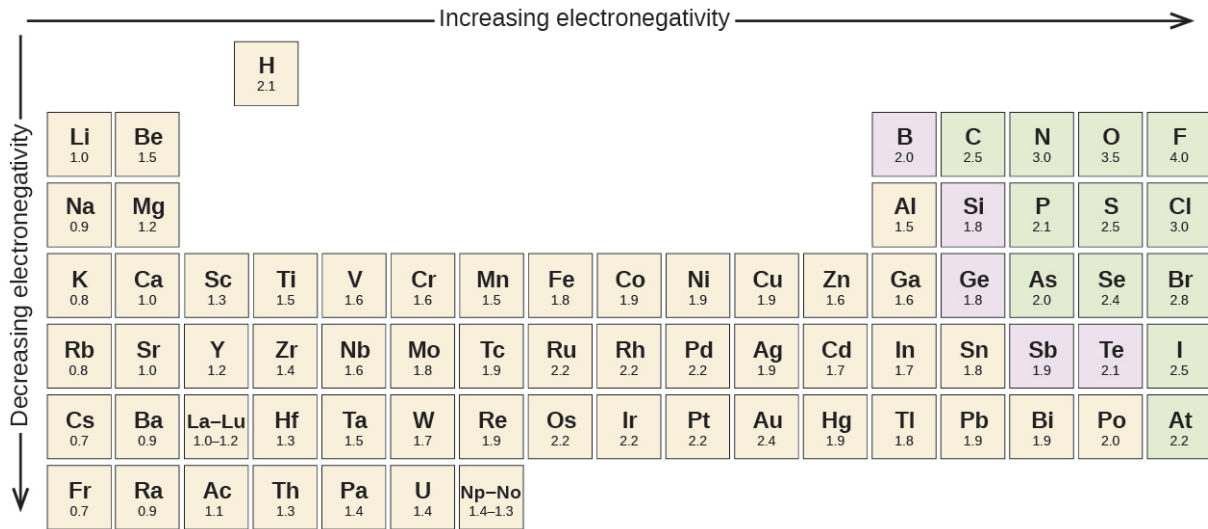 Increasing electronegativity
Decreasing electronegativity
H
2.1
Li Be B C N O F
1.0 1.5 2.0 2.5 3.0 3.5 4.0
Na Mg Al Si P S Cl
0.9 1.2 1.5 1.8 2.1 2.5 3.0
K Ca Sc Ti V Cr Mn Fe Co Ni Cu Zn Ga Ge As Se Br
0.8 1.0 1.3 1.5 1.6 1.6 1.5 1.8 1.9 1.9 1.9 1.6 1.6 1.8 2.0 2.4 2.8
Rb Sr Y Zr Nb Mo Tc Ru Rh Pd Ag Cd In Sn Sb Te I
0.8 1.0 1.2 1.4 1.6 1.8 1.9 2.2 2.2 2.2 1.9 1.7 1.7 1.8 1.9 2.1 2.5
Cs Ba La–Lu Hf Ta W Re Os Ir Pt Au Hg Tl Pb Bi Po At
0.7 0.9 1.0–1.2 1.3 1.5 1.7 1.9 2.2 2.2 2.2 2.4 1.9 1.8 1.9 1.9 2.0 2.2
Fr Ra Ac Th Pa U Np–No
0.7 0.9 1.1 1.3 1.4 1.4 1.4–1.3